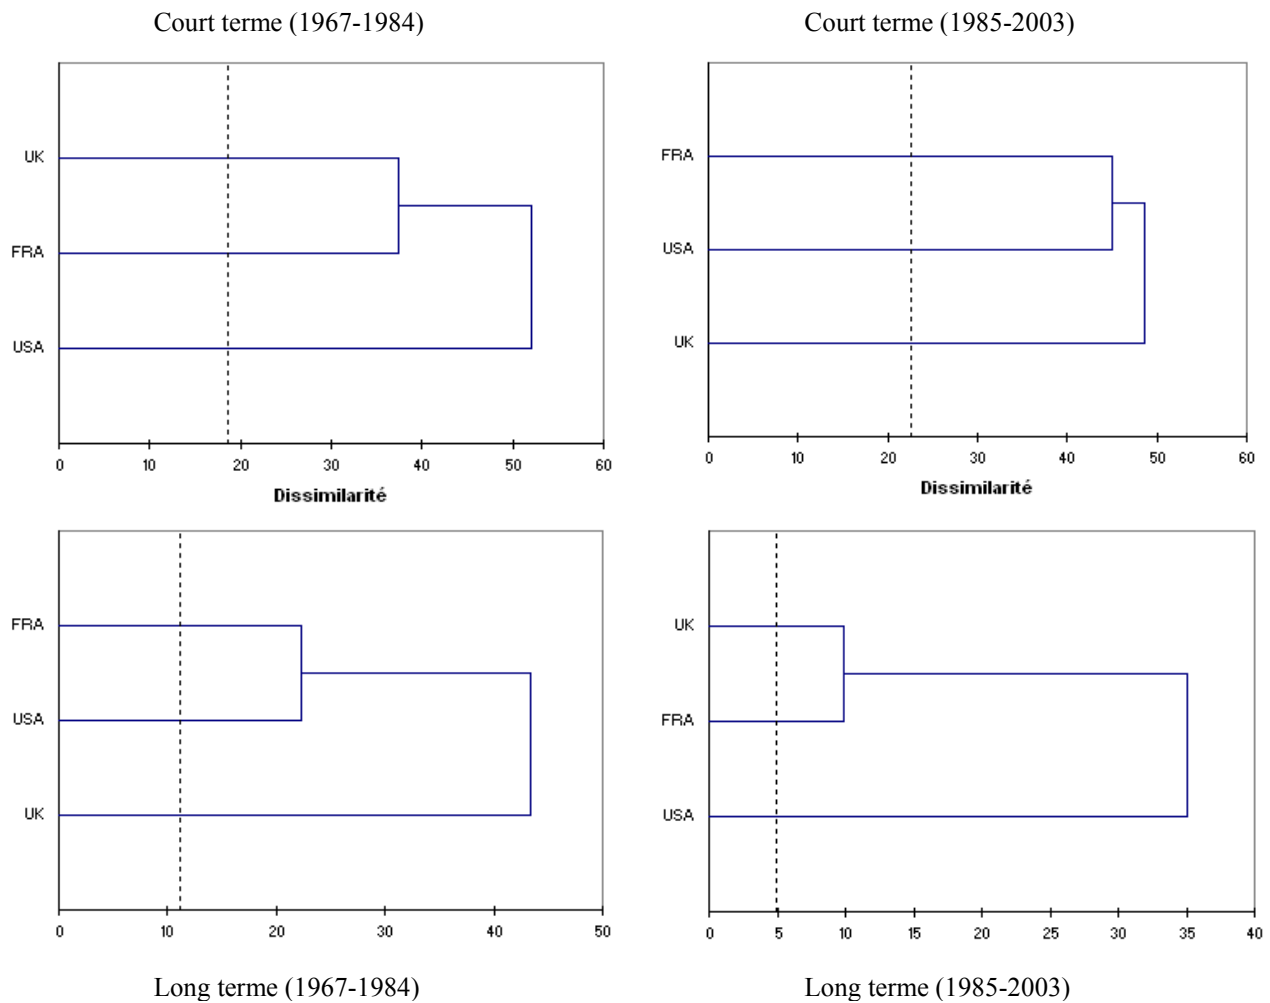 Court terme (1967-1984)
Court terme (1985-2003)
UK
FRA
USA
0 10 20 30 40 50 60
Dissimilarité
FRA
USA
UK
0 10 20 30 40 50 60
Dissimilarité
FRA
USA
UK
0 10 20 30 40 50
UK
FRA
USA
0 5 10 15 20 25 30 35 40
Long terme (1967-1984)
Long terme (1985-2003)